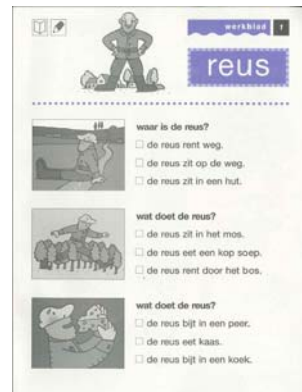 werkblad 1
reus
waar is de reus?
de reus rent weg.
de reus zit op de weg.
de reus zit in een hut.
wat doet de reus?
de reus zit in het mos.
de reus eet een kop soep.
de reus rent door het bos.
wat doet de reus?
de reus bijt in een peer.
de reus eet kaas.
de reus bijt in een koek.